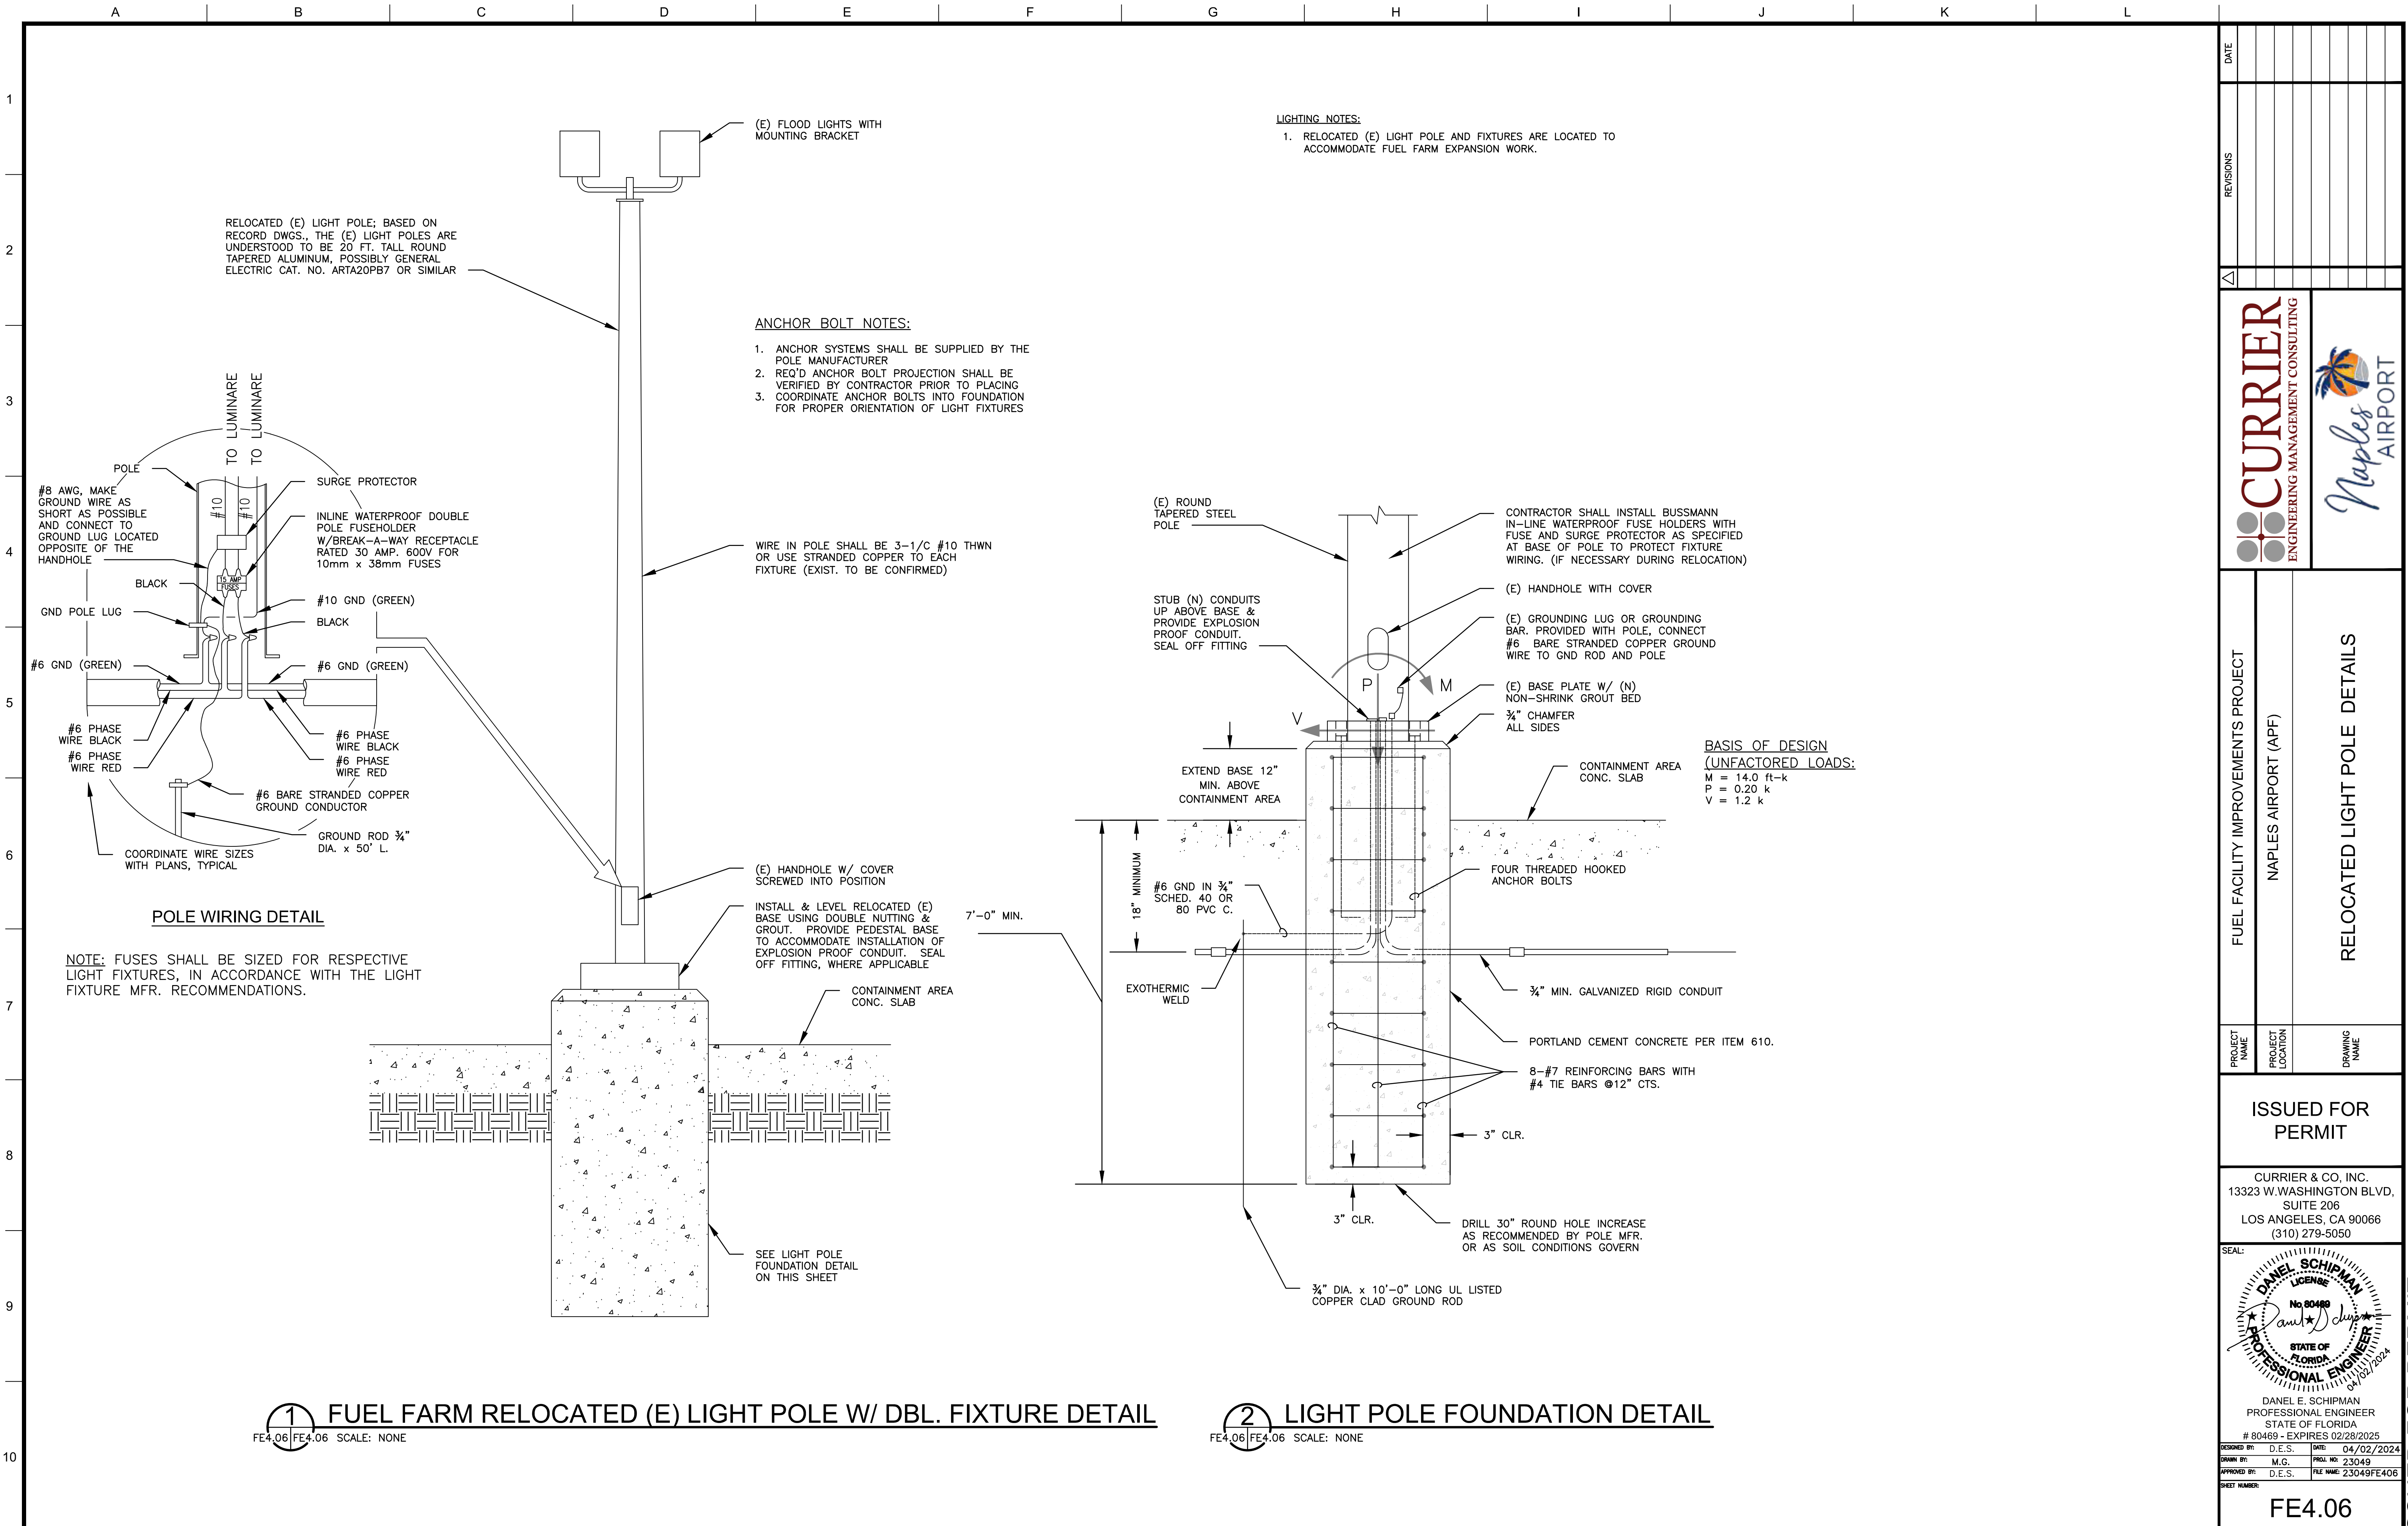 A B C D E F G H I J K L
1
2
3
4
5
6
7
8
9
10
(E) FLOOD LIGHTS WITH
MOUNTING BRACKET
RELOCATED (E) LIGHT POLE; BASED ON
RECORD DWGS., THE (E) LIGHT POLES ARE
UNDERSTOOD TO BE 20 FT. TALL ROUND
TAPERED ALUMINUM, POSSIBLY GENERAL
ELECTRIC CAT. NO. ARTA20PB7 OR SIMILAR
ANCHOR BOLT NOTES:
1. ANCHOR SYSTEMS SHALL BE SUPPLIED BY THE
POLE MANUFACTURER
2. REQ'D ANCHOR BOLT PROJECTION SHALL BE
VERIFIED BY CONTRACTOR PRIOR TO PLACING
3. COORDINATE ANCHOR BOLTS INTO FOUNDATION
FOR PROPER ORIENTATION OF LIGHT FIXTURES
TO LUMINARE
TO LUMINARE
POLE
#8 AWG, MAKE
GROUND WIRE AS
SHORT AS POSSIBLE
AND CONNECT TO
GROUND LUG LOCATED
OPPOSITE OF THE
HANDHOLE
#10
#10
SURGE PROTECTOR
INLINE WATERPROOF DOUBLE
POLE FUSEHOLDER
W/BREAK-A-WAY RECEPTACLE
RATED 30 AMP. 600V FOR
10mm x 38mm FUSES
15 AMP
FUSES
BLACK
GND POLE LUG
#10 GND (GREEN)
BLACK
#6 GND (GREEN)
#6 GND (GREEN)
#6 PHASE
WIRE BLACK
#6 PHASE
WIRE RED
#6 PHASE
WIRE BLACK
#6 PHASE
WIRE RED
#6 BARE STRANDED COPPER
GROUND CONDUCTOR
GROUND ROD ¾"
DIA. x 50' L.
COORDINATE WIRE SIZES
WITH PLANS, TYPICAL
POLE WIRING DETAIL
NOTE: FUSES SHALL BE SIZED FOR RESPECTIVE
LIGHT FIXTURES, IN ACCORDANCE WITH THE LIGHT
FIXTURE MFR. RECOMMENDATIONS.
WIRE IN POLE SHALL BE 3-1/C #10 THWN
OR USE STRANDED COPPER TO EACH
FIXTURE (EXIST. TO BE CONFIRMED)
(E) HANDHOLE W/ COVER
SCREWED INTO POSITION
INSTALL & LEVEL RELOCATED (E)
BASE USING DOUBLE NUTTING &
GROUT. PROVIDE PEDESTAL BASE
TO ACCOMMODATE INSTALLATION OF
EXPLOSION PROOF CONDUIT. SEAL
OFF FITTING, WHERE APPLICABLE
CONTAINMENT AREA
CONC. SLAB
SEE LIGHT POLE
FOUNDATION DETAIL
ON THIS SHEET
1
FE4.06 FE4.06
FUEL FARM RELOCATED (E) LIGHT POLE W/ DBL. FIXTURE DETAIL
SCALE: NONE
LIGHTING NOTES:
1. RELOCATED (E) LIGHT POLE AND FIXTURES ARE LOCATED TO
ACCOMMODATE FUEL FARM EXPANSION WORK.
(E) ROUND
TAPERED STEEL
POLE
CONTRACTOR SHALL INSTALL BUSSMANN
IN-LINE WATERPROOF FUSE HOLDERS WITH
FUSE AND SURGE PROTECTOR AS SPECIFIED
AT BASE OF POLE TO PROTECT FIXTURE
WIRING. (IF NECESSARY DURING RELOCATION)
(E) HANDHOLE WITH COVER
STUB (N) CONDUITS
UP ABOVE BASE &
PROVIDE EXPLOSION
PROOF CONDUIT.
SEAL OFF FITTING
(E) GROUNDING LUG OR GROUNDING
BAR. PROVIDED WITH POLE, CONNECT
#6 BARE STRANDED COPPER GROUND
WIRE TO GND ROD AND POLE
P
M
V
(E) BASE PLATE W/ (N)
NON-SHRINK GROUT BED
¾" CHAMFER
ALL SIDES
BASIS OF DESIGN
(UNFACTORED LOADS:
M = 14.0 ft-k
P = 0.20 k
V = 1.2 k
EXTEND BASE 12"
MIN. ABOVE
CONTAINMENT AREA
CONTAINMENT AREA
CONC. SLAB
18" MINIMUM
7'-0" MIN.
#6 GND IN ¾"
SCHED. 40 OR
80 PVC C.
FOUR THREADED HOOKED
ANCHOR BOLTS
EXOTHERMIC
WELD
¾" MIN. GALVANIZED RIGID CONDUIT
PORTLAND CEMENT CONCRETE PER ITEM 610.
8-#7 REINFORCING BARS WITH
#4 TIE BARS @12" CTS.
3" CLR.
3" CLR.
DRILL 30" ROUND HOLE INCREASE
AS RECOMMENDED BY POLE MFR.
OR AS SOIL CONDITIONS GOVERN
¾" DIA. x 10'-0" LONG UL LISTED
COPPER CLAD GROUND ROD
2
FE4.06 FE4.06
LIGHT POLE FOUNDATION DETAIL
SCALE: NONE
DATE
REVISIONS
CURRIER
ENGINEERING MANAGEMENT CONSULTING
Naples
AIRPORT
PROJECT
NAME
FUEL FACILITY IMPROVEMENTS PROJECT
PROJECT
LOCATION
NAPLES AIRPORT (APF)
DRAWING
NAME
RELOCATED LIGHT POLE DETAILS
ISSUED FOR
PERMIT
CURRIER & CO, INC.
13323 W.WASHINGTON BLVD,
SUITE 206
LOS ANGELES, CA 90066
(310) 279-5050
SEAL:
DANEL SCHIPMAN
LICENSE
No 80469
STATE OF
FLORIDA
PROFESSIONAL ENGINEER
04/02/2024
DANEL E. SCHIPMAN
PROFESSIONAL ENGINEER
STATE OF FLORIDA
# 80469 - EXPIRES 02/28/2025
DESIGNED BY: D.E.S. DATE: 04/02/2024
DRAWN BY: M.G. PROJ. NO: 23049
APPROVED BY: D.E.S. FILE NAME: 23049FE406
SHEET NUMBER:
FE4.06